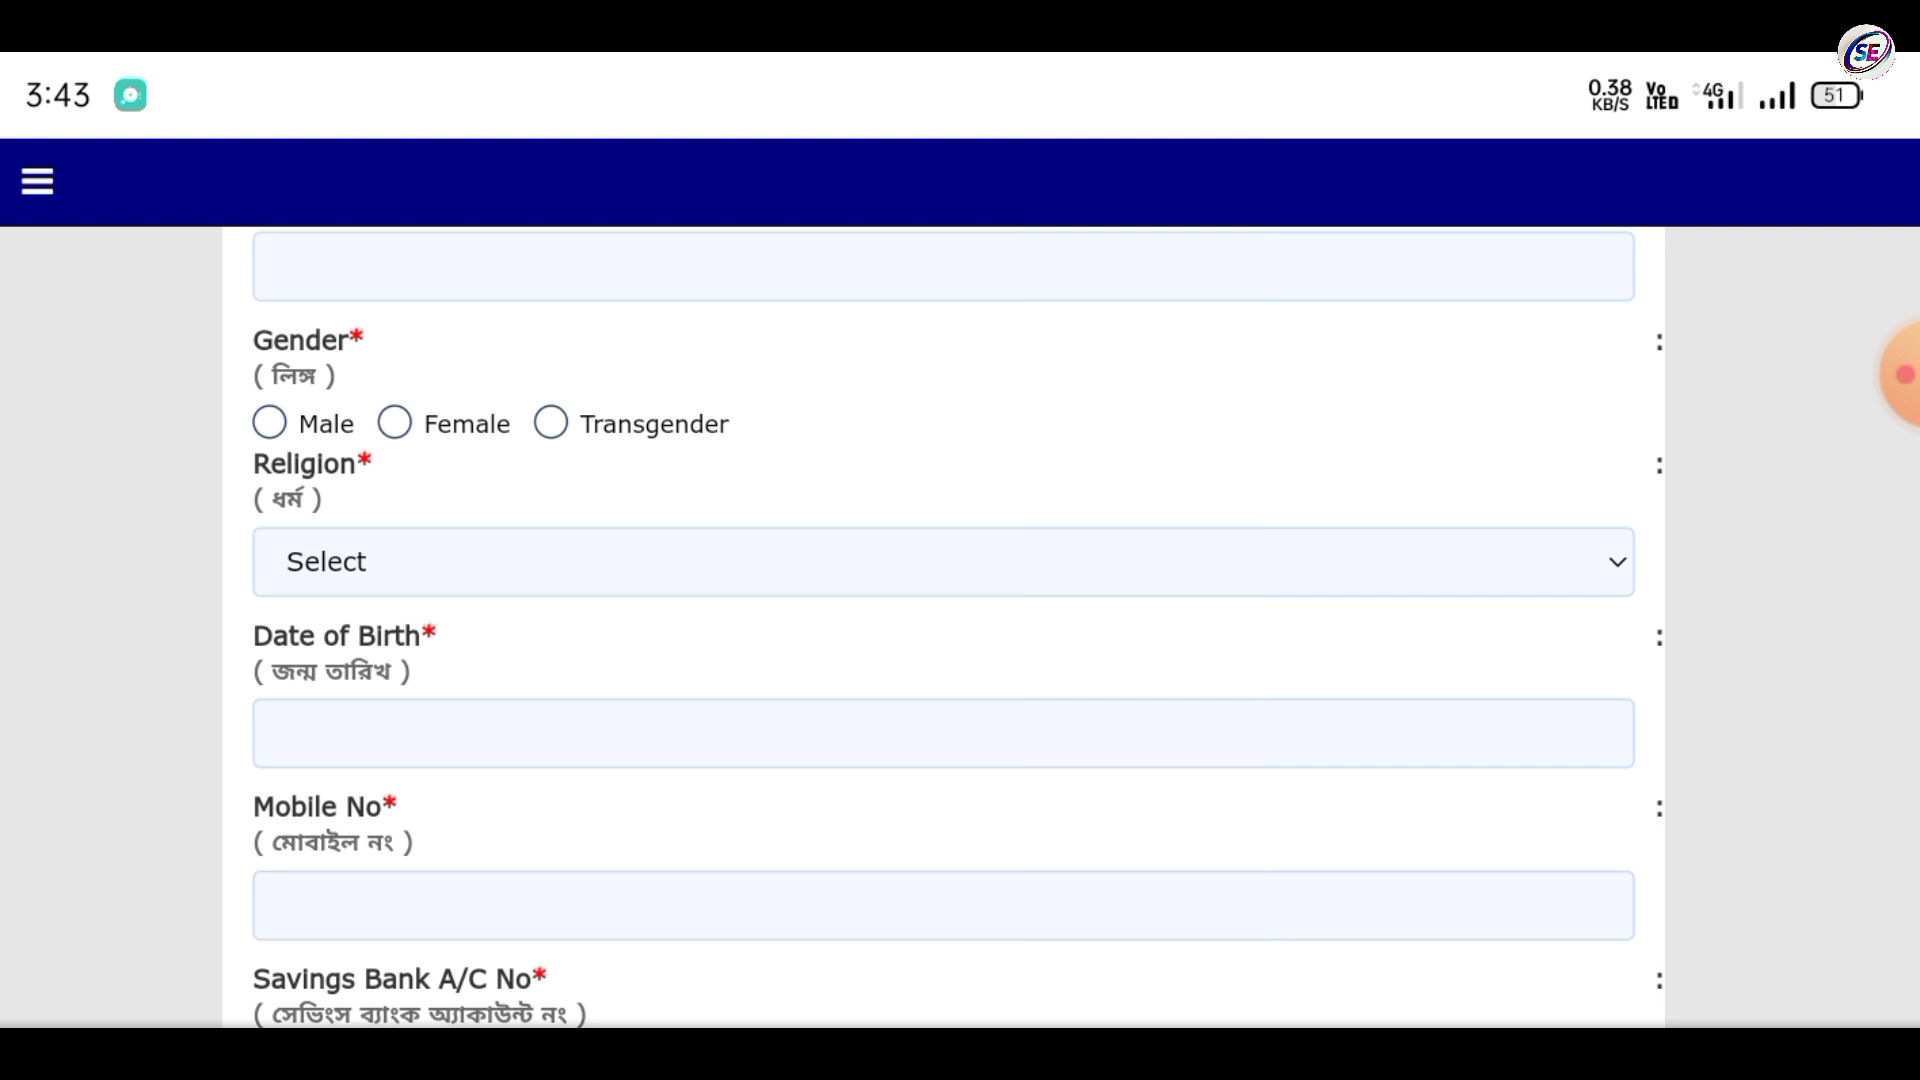 3:43
SE
0.38
KB/S
Vo
LTE
4G
51
Gender*
:
( লিঙ্গ )
Male
Female
Transgender
Religion*
:
( ধর্ম )
Select
Date of Birth*
:
( জন্ম তারিখ )
Mobile No*
:
( মোবাইল নং )
Savings Bank A/C No*
:
( সেভিংস ব্যাংক অ্যাকাউন্ট নং )